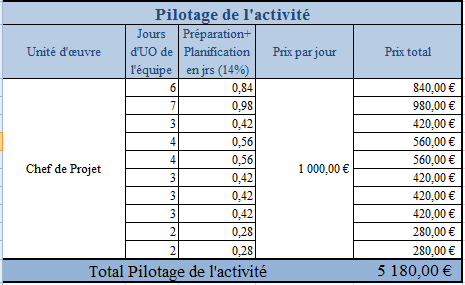 Pilotage de l'activité
Unité d'œuvre | Jours d'UO de l'équipe | Préparation+ Planification en jrs (14%) | Prix par jour | Prix total
6 | 0,84 | 840,00 €
7 | 0,98 | 980,00 €
3 | 0,42 | 420,00 €
4 | 0,56 | 560,00 €
Chef de Projet | 4 | 0,56 | 1 000,00 € | 560,00 €
3 | 0,42 | 420,00 €
3 | 0,42 | 420,00 €
3 | 0,42 | 420,00 €
2 | 0,28 | 280,00 €
2 | 0,28 | 280,00 €
Total Pilotage de l'activité | 5 180,00 €